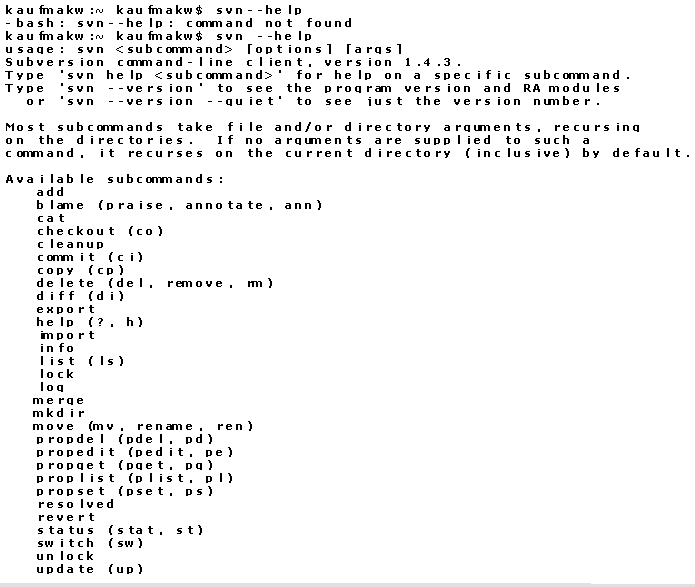 kaufmakw:~ kaufmakw$ svn--help
-bash: svn--help: command not found
kaufmakw:~ kaufmakw$ svn --help
usage: svn <subcommand> [options] [args]
Subversion command-line client, version 1.4.3.
Type 'svn help <subcommand>' for help on a specific subcommand.
Type 'svn --version' to see the program version and RA modules
  or 'svn --version --quiet' to see just the version number.

Most subcommands take file and/or directory arguments, recursing
on the directories.  If no arguments are supplied to such a
command, it recurses on the current directory (inclusive) by default.

Available subcommands:
   add
   blame (praise, annotate, ann)
   cat
   checkout (co)
   cleanup
   commit (ci)
   copy (cp)
   delete (del, remove, rm)
   diff (di)
   export
   help (?, h)
   import
   info
   list (ls)
   lock
   log
   merge
   mkdir
   move (mv, rename, ren)
   propdel (pdel, pd)
   propedit (pedit, pe)
   propget (pget, pg)
   proplist (plist, pl)
   propset (pset, ps)
   resolved
   revert
   status (stat, st)
   switch (sw)
   unlock
   update (up)